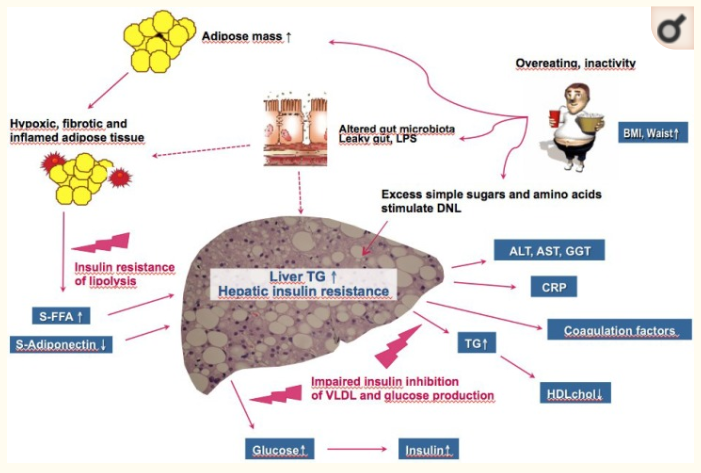 Adipose mass ↑
Overeating, inactivity
BMI, Waist↑
Hypoxic, fibrotic and
inflamed adipose tissue
Altered gut microbiota
Leaky gut, LPS
Excess simple sugars and amino acids
stimulate DNL
Insulin resistance
of lipolysis
Liver TG ↑
Hepatic insulin resistance
ALT, AST, GGT
CRP
Coagulation factors
S-FFA ↑
S-Adiponectin ↓
TG↑
HDLchol↓
Impaired insulin inhibition
of VLDL and glucose production
Glucose↑
Insulin↑